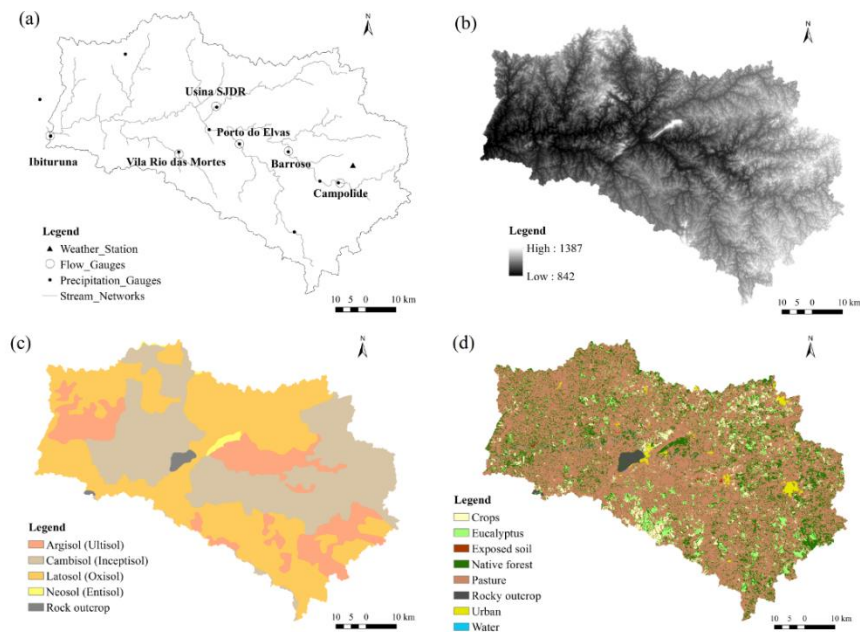 (a)
N
Usina SJDR
Porto do Elvas
Ibituruna
Vila Rio das Mortes
Barroso
Campolide
Legend
Weather_Station
Flow_Gauges
Precipitation_Gauges
Stream_Networks
10 5 0 10 km
(b)
N
Legend
High : 1387
Low : 842
10 5 0 10 km
(c)
N
Legend
Argisol (Ultisol)
Cambisol (Inceptisol)
Latosol (Oxisol)
Neosol (Entisol)
Rock outcrop
10 5 0 10 km
(d)
N
Legend
Crops
Eucalyptus
Exposed soil
Native forest
Pasture
Rocky outcrop
Urban
Water
10 5 0 10 km